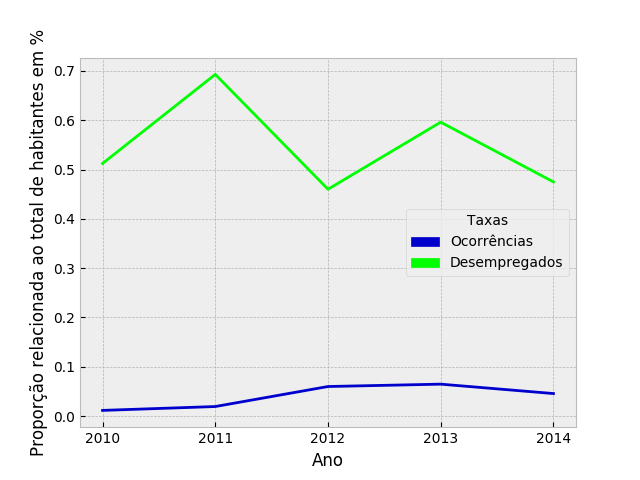 Proporção relacionada ao total de habitantes em %
0.7
0.6
0.5
0.4
0.3
0.2
0.1
0.0
Taxas
Ocorrências
Desempregados
2010 2011 2012 2013 2014
Ano